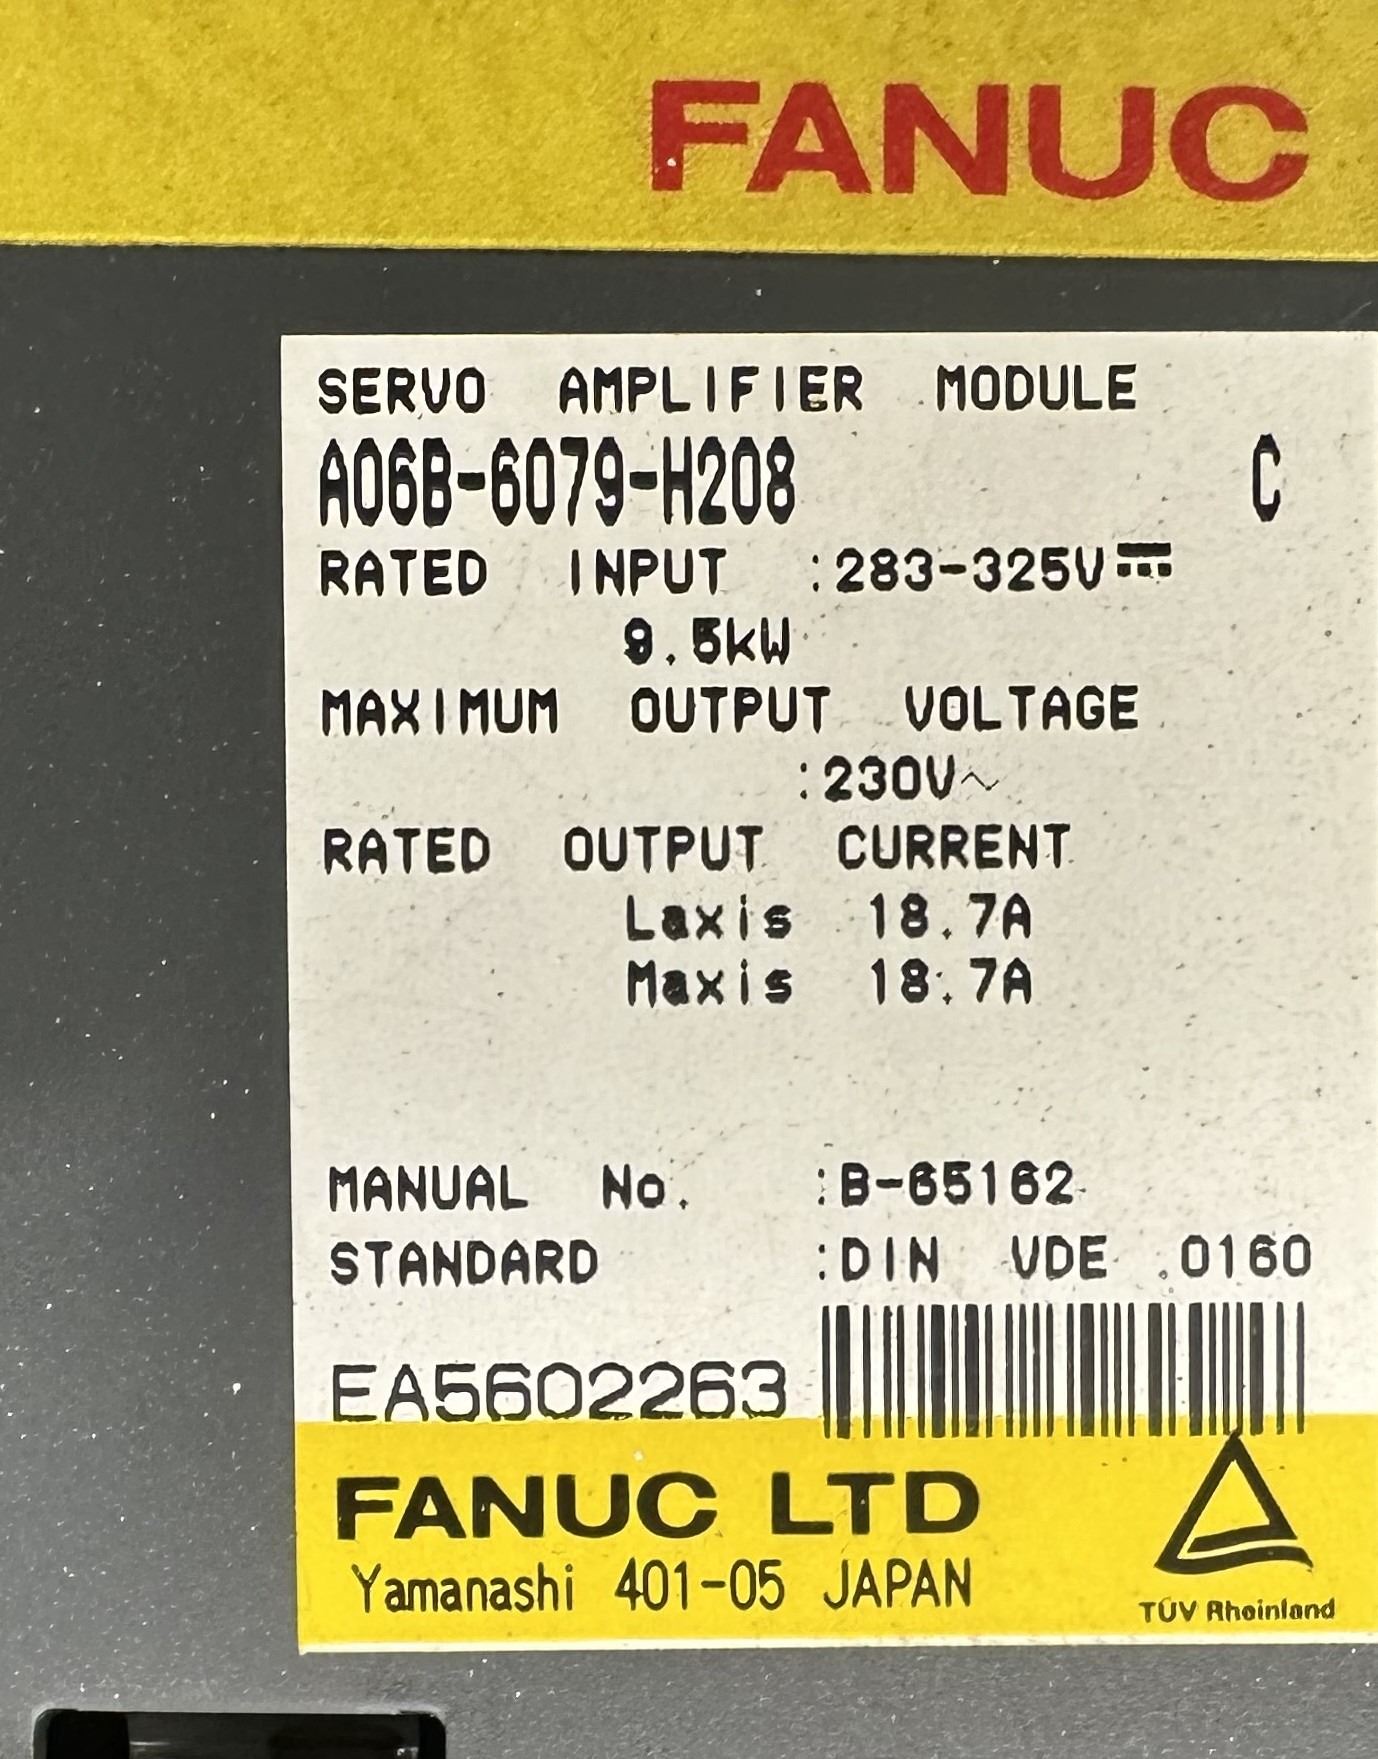 FANUC
SERVO AMPLIFIER MODULE
A06B-6079-H208 C
RATED INPUT :283-325V⎓
9.5kW
MAXIMUM OUTPUT VOLTAGE
:230V~
RATED OUTPUT CURRENT
Laxis 18.7A
Maxis 18.7A
MANUAL No. :B-65162
STANDARD :DIN VDE 0160
EA5602263
FANUC LTD
Yamanashi 401-05 JAPAN
TÜV Rheinland